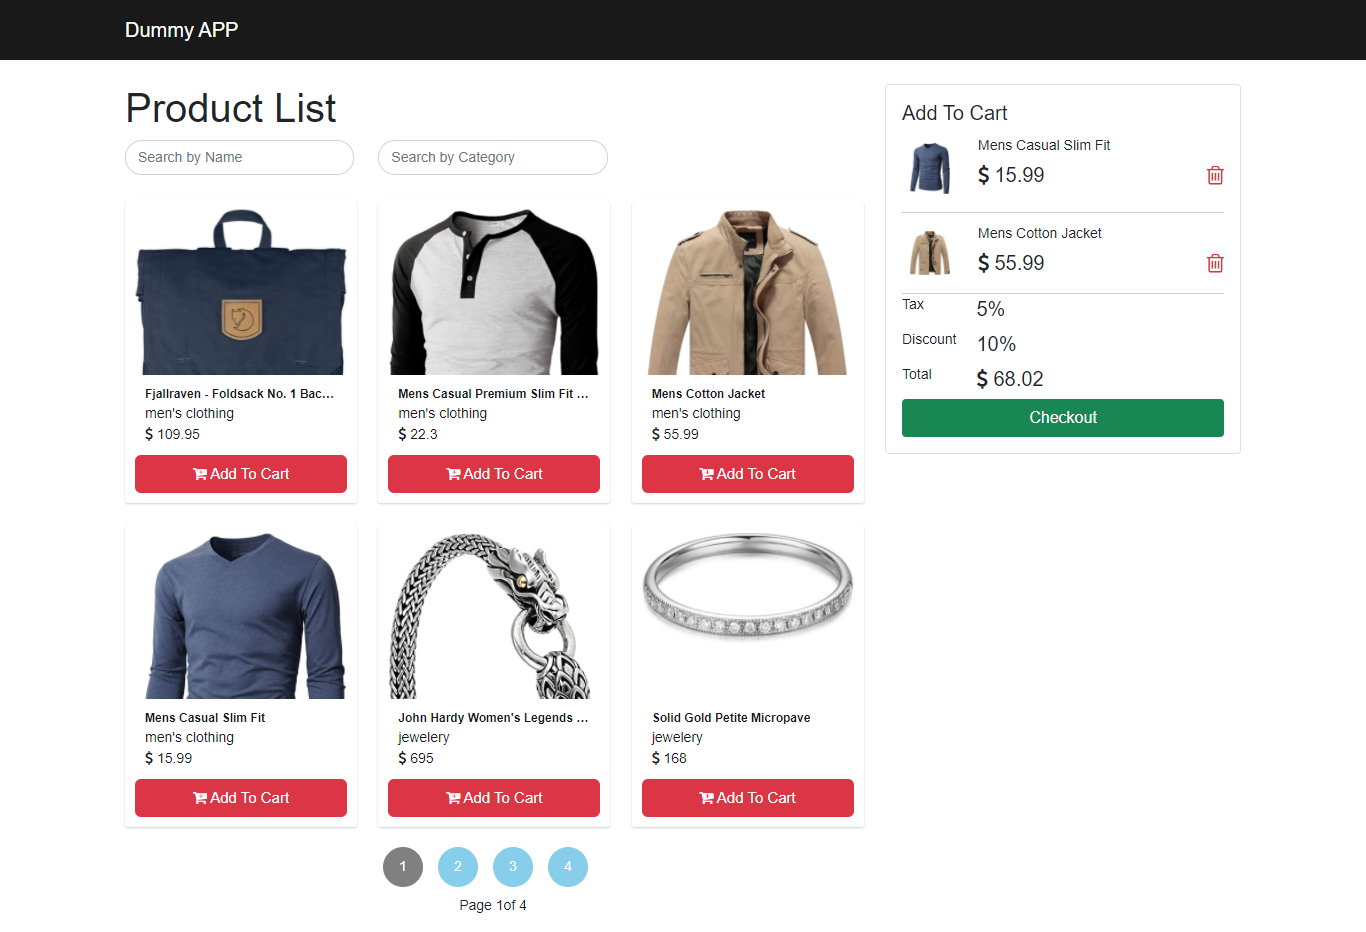 Dummy APP
Product List
Search by Name
Search by Category
Fjallraven - Foldsack No. 1 Bac...
men's clothing
$ 109.95
Add To Cart
Mens Casual Premium Slim Fit ...
men's clothing
$ 22.3
Add To Cart
Mens Cotton Jacket
men's clothing
$ 55.99
Add To Cart
Mens Casual Slim Fit
men's clothing
$ 15.99
Add To Cart
John Hardy Women's Legends ...
jewelery
$ 695
Add To Cart
Solid Gold Petite Micropave
jewelery
$ 168
Add To Cart
1 2 3 4
Page 1of 4
Add To Cart
Mens Casual Slim Fit
$ 15.99
Mens Cotton Jacket
$ 55.99
Tax 5%
Discount 10%
Total $ 68.02
Checkout